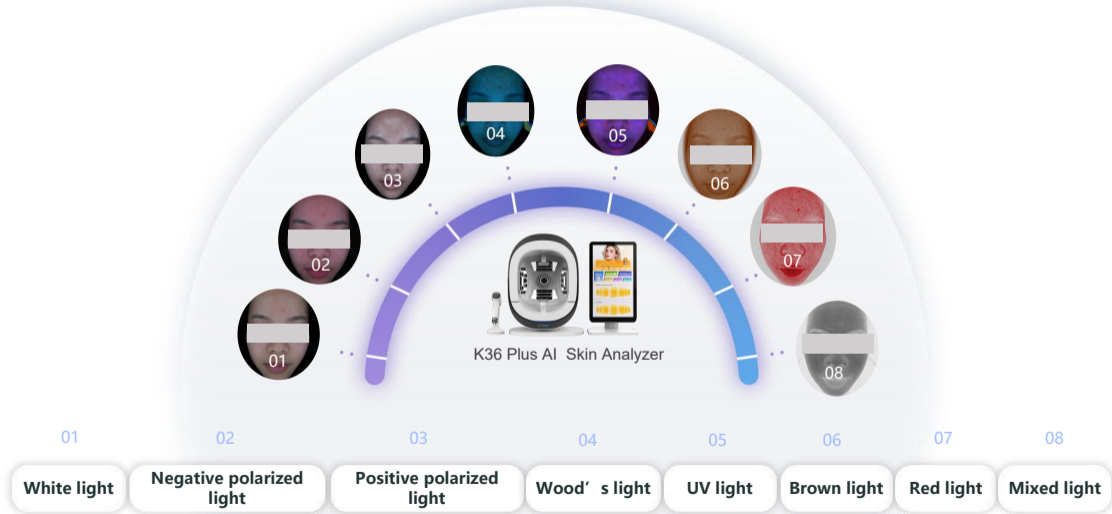 04
05
03
06
02
07
01
08
K36 Plus AI Skin Analyzer
01 02 03 04 05 06 07 08
White light
Negative polarized
light
Positive polarized
light
Wood's light
UV light
Brown light
Red light
Mixed light